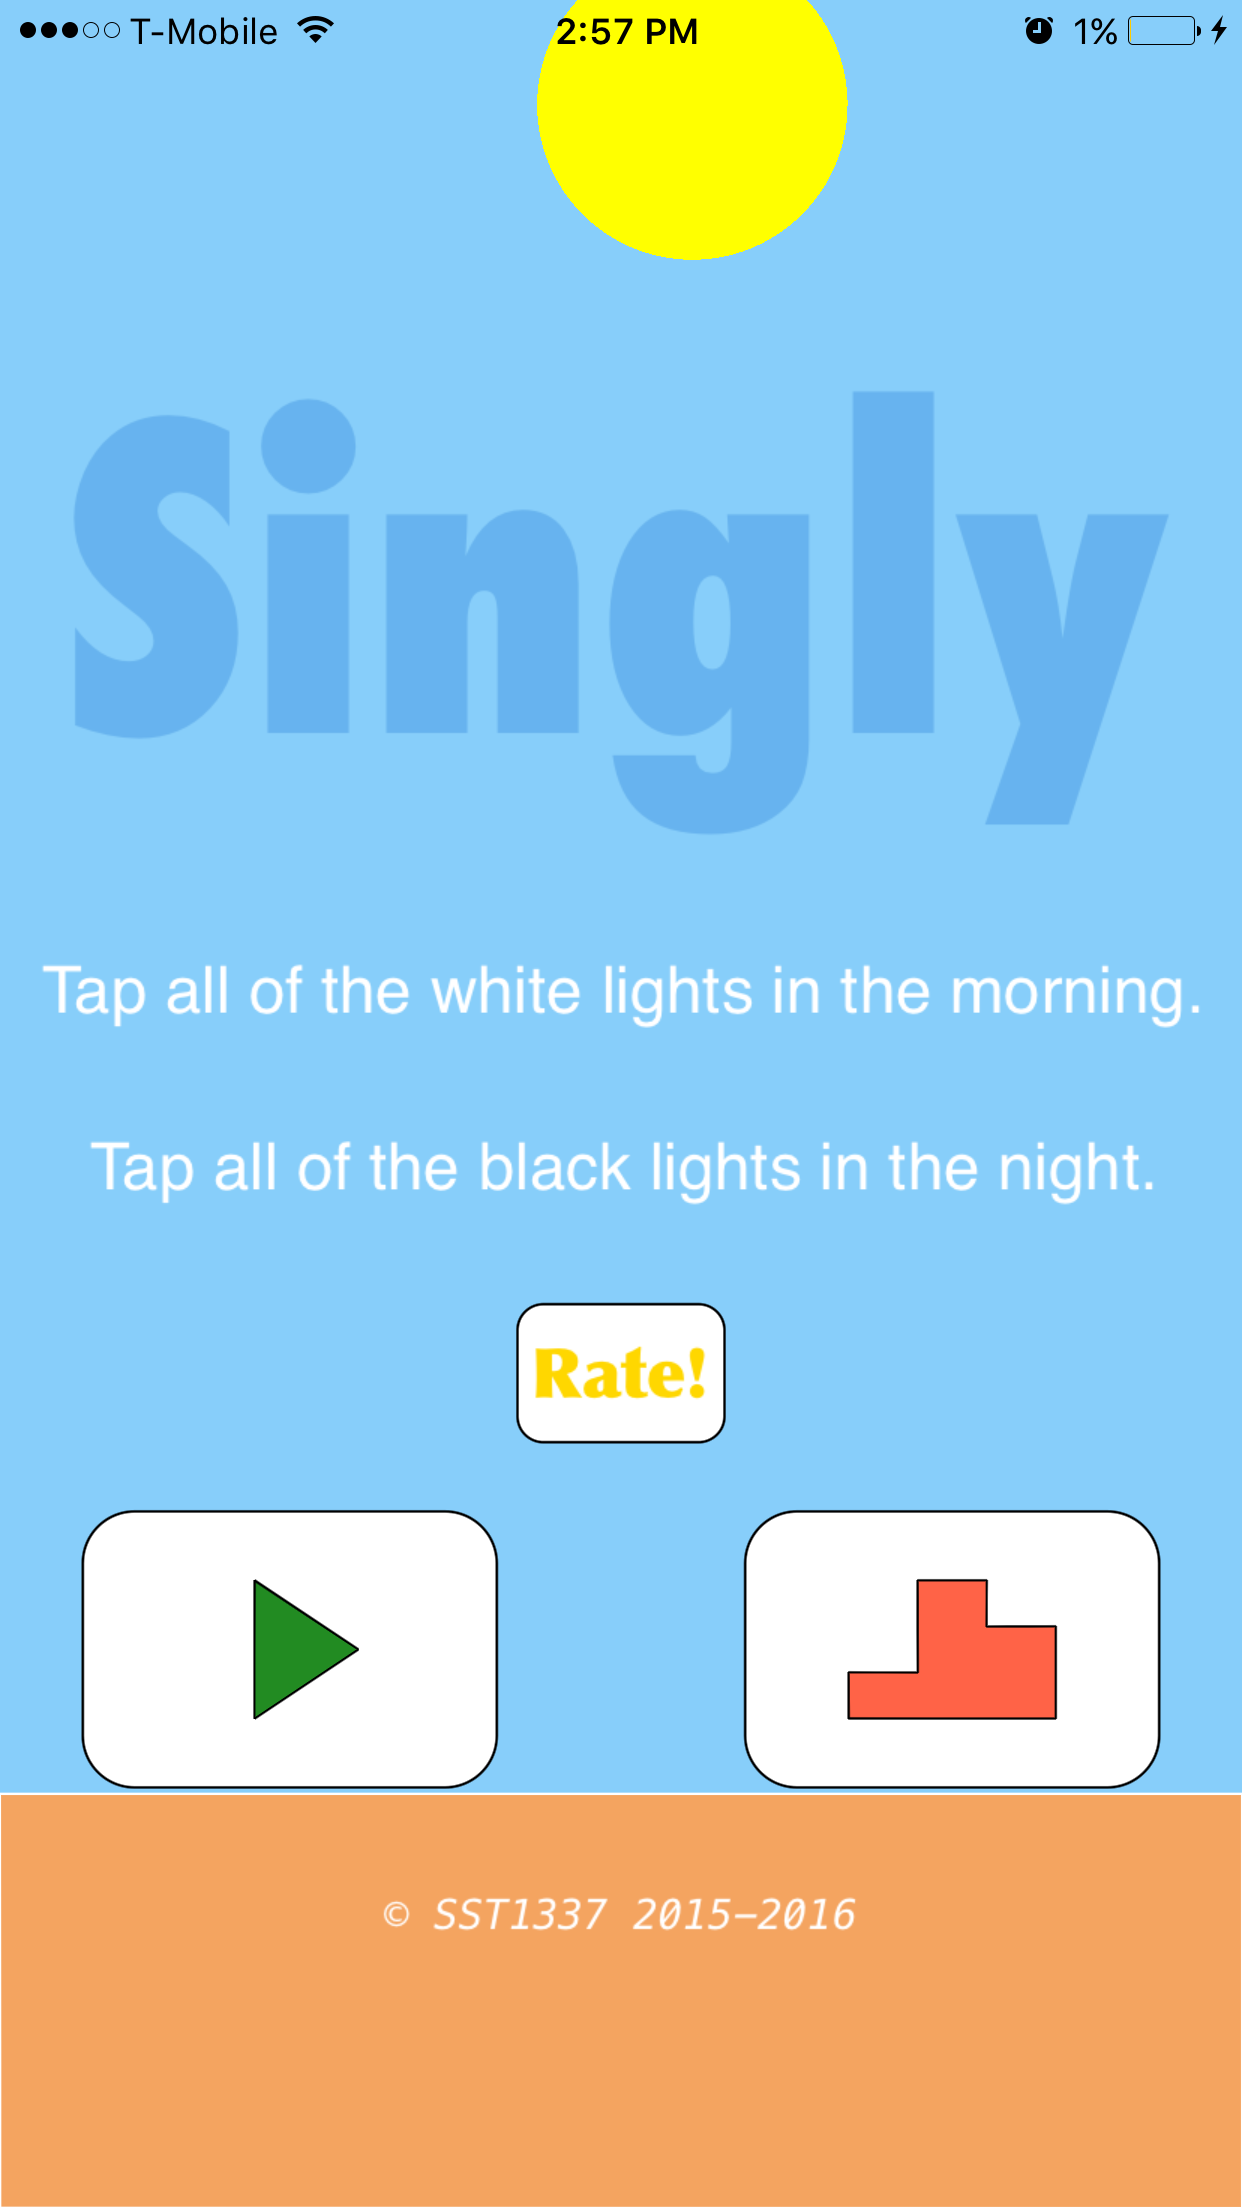 T-Mobile 2:57 PM 1%
Singly
Tap all of the white lights in the morning.
Tap all of the black lights in the night.
Rate!
© SST1337 2015-2016